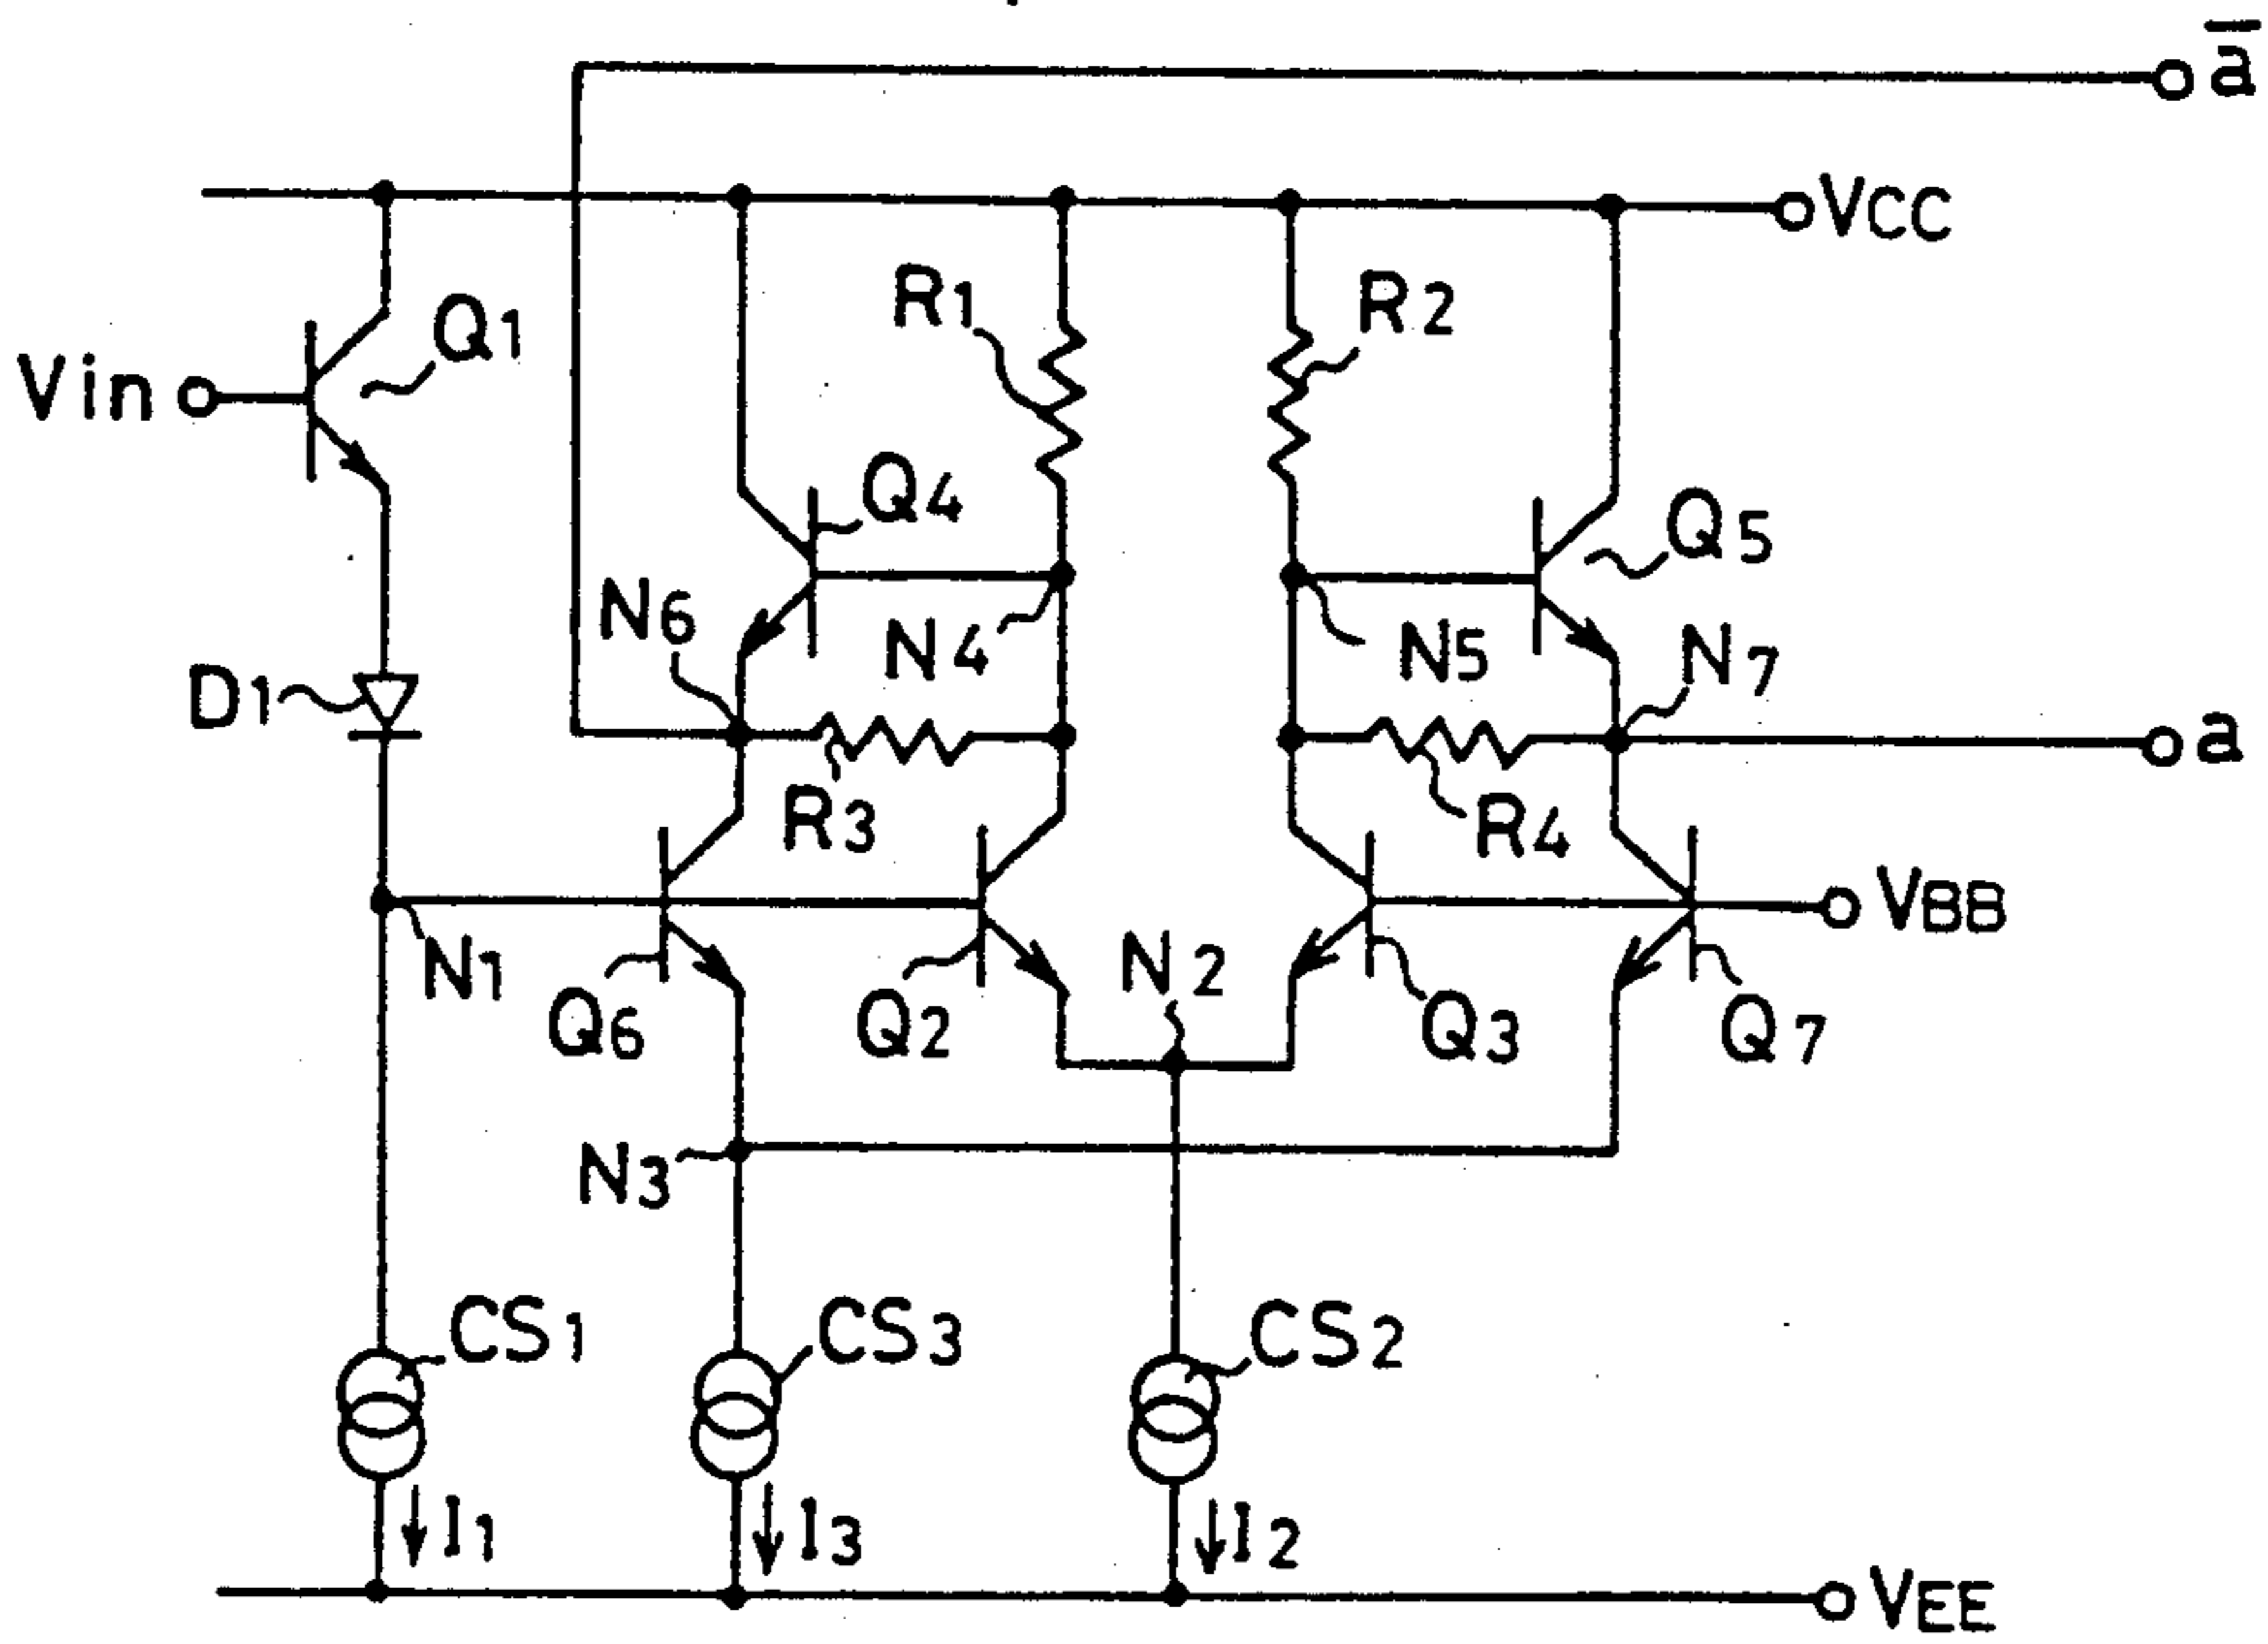 a̅
VCC
R1
R2
Q1
Vin
Q4
Q5
N6
N4
N5
N7
D1
a
R3
R4
VBB
N1
N2
Q6
Q2
Q3
Q7
N3
CS1
CS3
CS2
I1
I3
I2
VEE